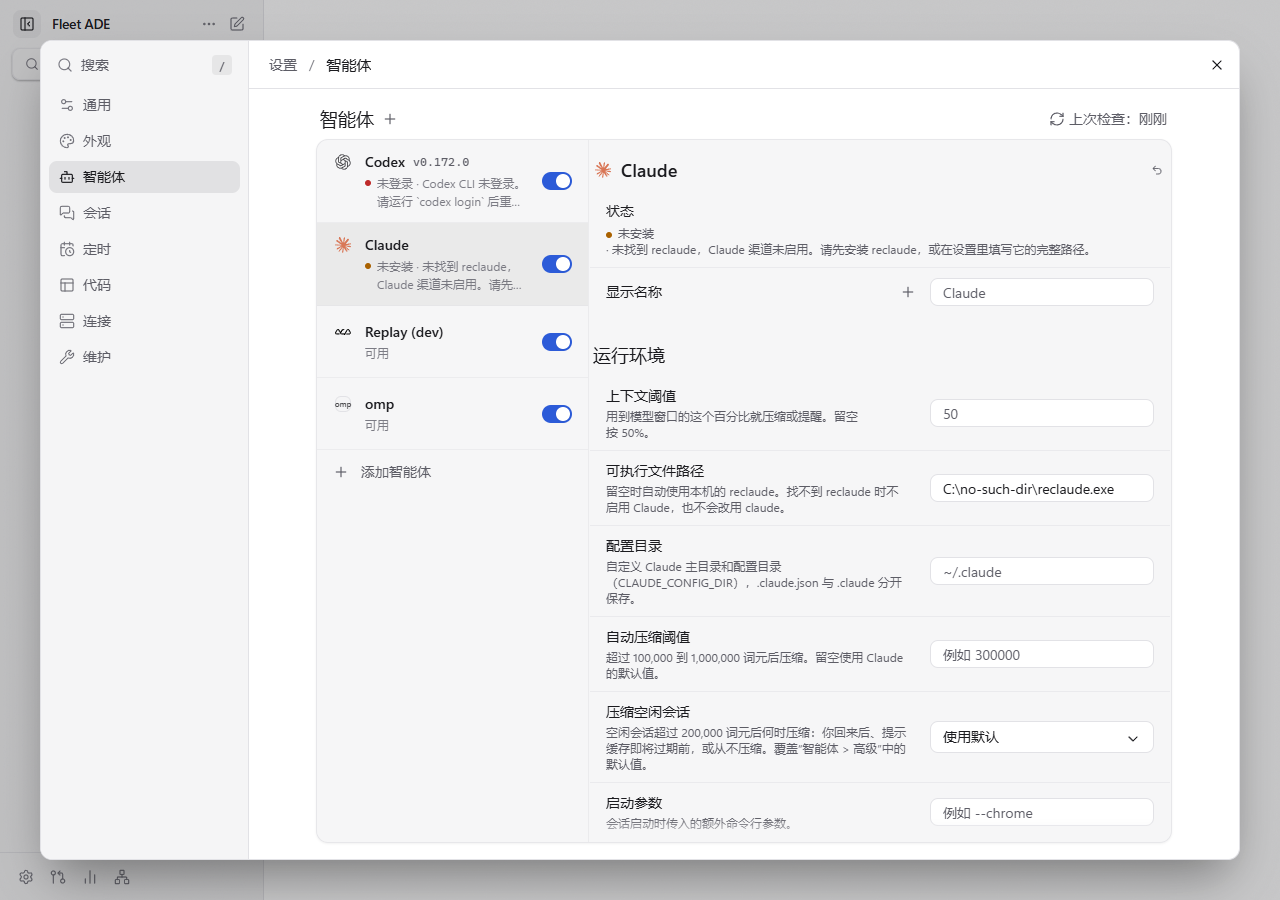 Fleet ADE
搜索
/
通用
外观
智能体
会话
定时
代码
连接
维护
设置 / 智能体
智能体
上次检查：刚刚
Codex v0.172.0
未登录 · Codex CLI 未登录。
请运行 `codex login` 后重...
Claude
未安装 · 未找到 reclaude，
Claude 渠道未启用。请先...
Replay (dev)
可用
omp
omp
可用
添加智能体
Claude
状态
未安装
· 未找到 reclaude，Claude 渠道未启用。请先安装 reclaude，或在设置里填写它的完整路径。
显示名称
Claude
运行环境
上下文阈值
用到模型窗口的这个百分比就压缩或提醒。留空
按 50%。
50
可执行文件路径
留空时自动使用本机的 reclaude。找不到 reclaude 时不
启用 Claude，也不会改用 claude。
C:\no-such-dir\reclaude.exe
配置目录
自定义 Claude 主目录和配置目录
（CLAUDE_CONFIG_DIR），.claude.json 与 .claude 分开
保存。
~/.claude
自动压缩阈值
超过 100,000 到 1,000,000 词元后压缩。留空使用 Claude
的默认值。
例如 300000
压缩空闲会话
空闲会话超过 200,000 词元后何时压缩：你回来后、提示
缓存即将过期前，或从不压缩。覆盖“智能体 > 高级”中的
默认值。
使用默认
启动参数
会话启动时传入的额外命令行参数。
例如 --chrome